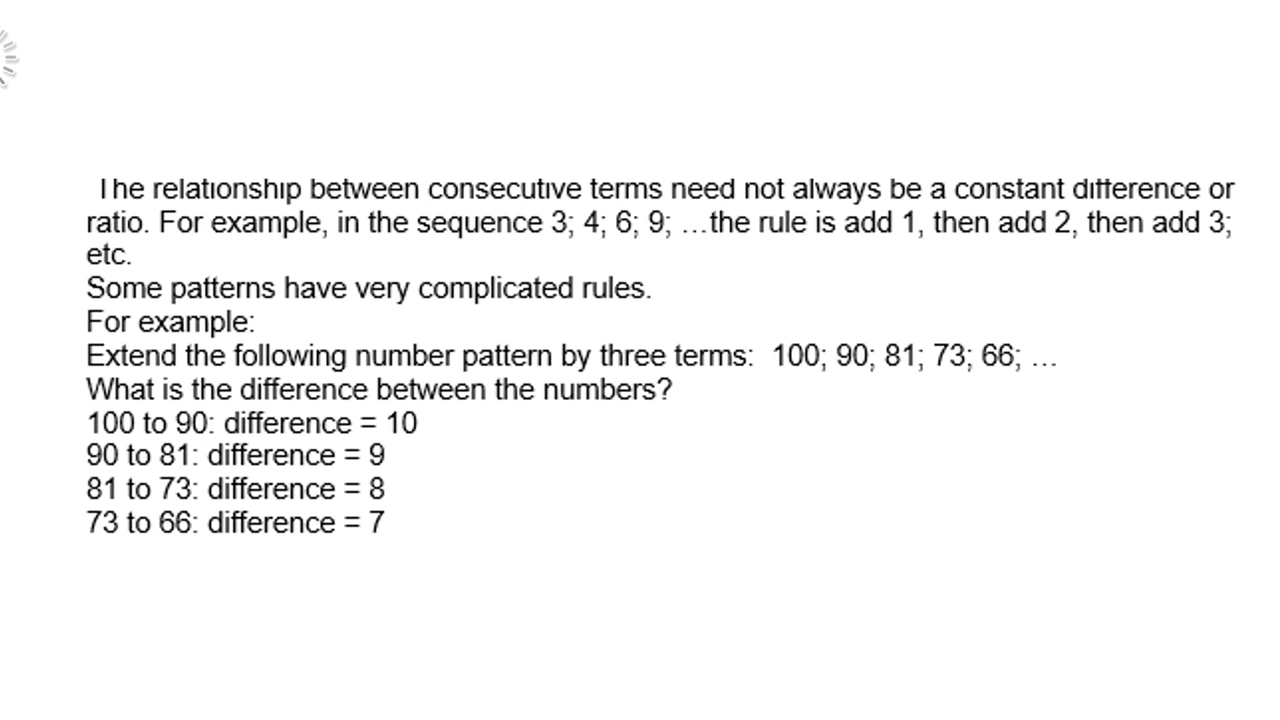 The relationship between consecutive terms need not always be a constant difference or
ratio. For example, in the sequence 3; 4; 6; 9; …the rule is add 1, then add 2, then add 3;
etc.
Some patterns have very complicated rules.
For example:
Extend the following number pattern by three terms:  100; 90; 81; 73; 66; …
What is the difference between the numbers?
100 to 90: difference = 10
90 to 81: difference = 9
81 to 73: difference = 8
73 to 66: difference = 7